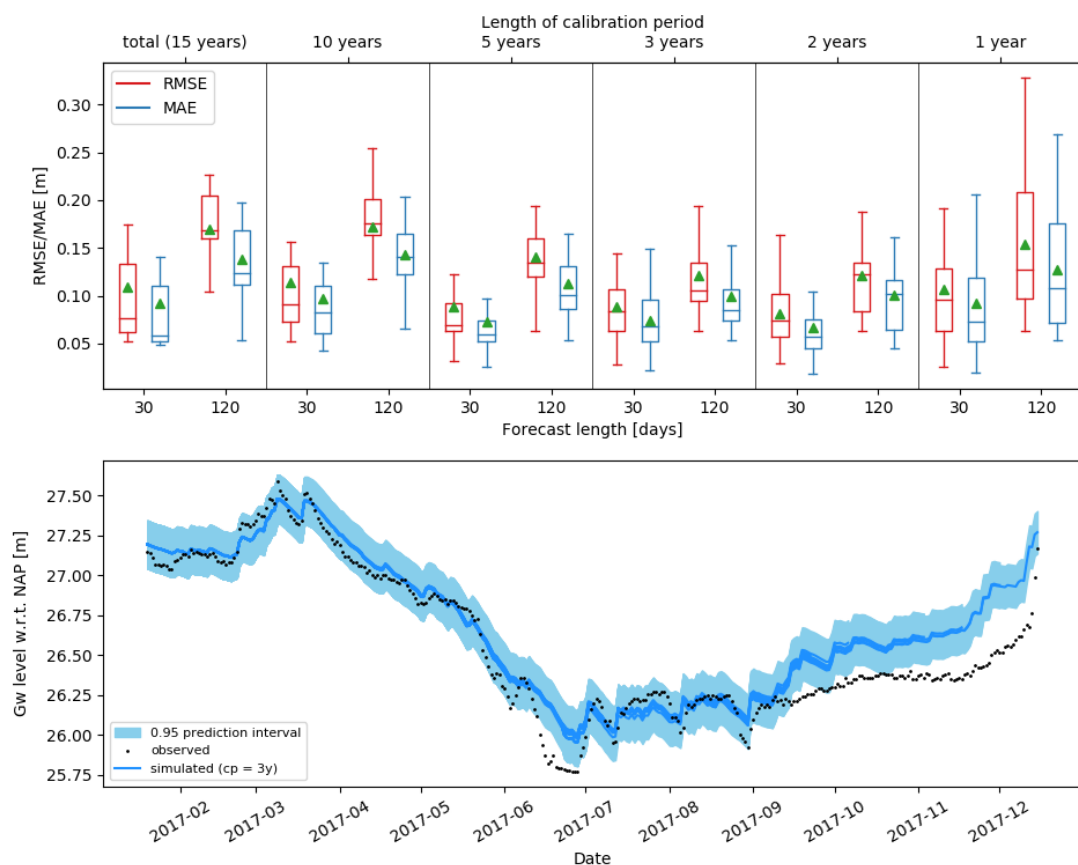 Length of calibration period
total (15 years) 10 years 5 years 3 years 2 years 1 year
RMSE
MAE
RMSE/MAE [m]
0.30
0.25
0.20
0.15
0.10
0.05
30 120 30 120 30 120 30 120 30 120 30 120
Forecast length [days]
Gw level w.r.t. NAP [m]
27.50
27.25
27.00
26.75
26.50
26.25
26.00
25.75
0.95 prediction interval
observed
simulated (cp = 3y)
2017-02 2017-03 2017-04 2017-05 2017-06 2017-07 2017-08 2017-09 2017-10 2017-11 2017-12
Date